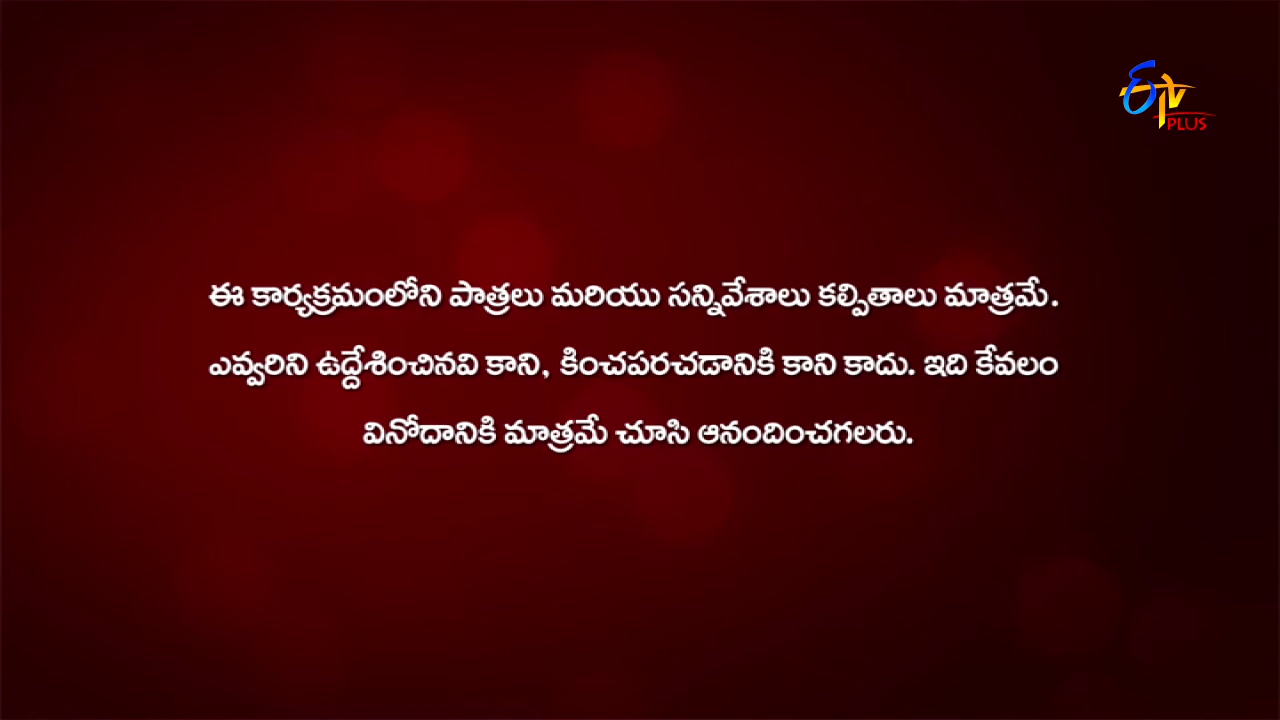 ETV
PLUS
ఈ కార్యక్రమంలోని పాత్రలు మరియు సన్నివేశాలు కల్పితాలు మాత్రమే.
ఎవ్వరిని ఉద్దేశించినవి కాని, కించపరచడానికి కాని కాదు. ఇది కేవలం
వినోదానికి మాత్రమే చూసి ఆనందించగలరు.